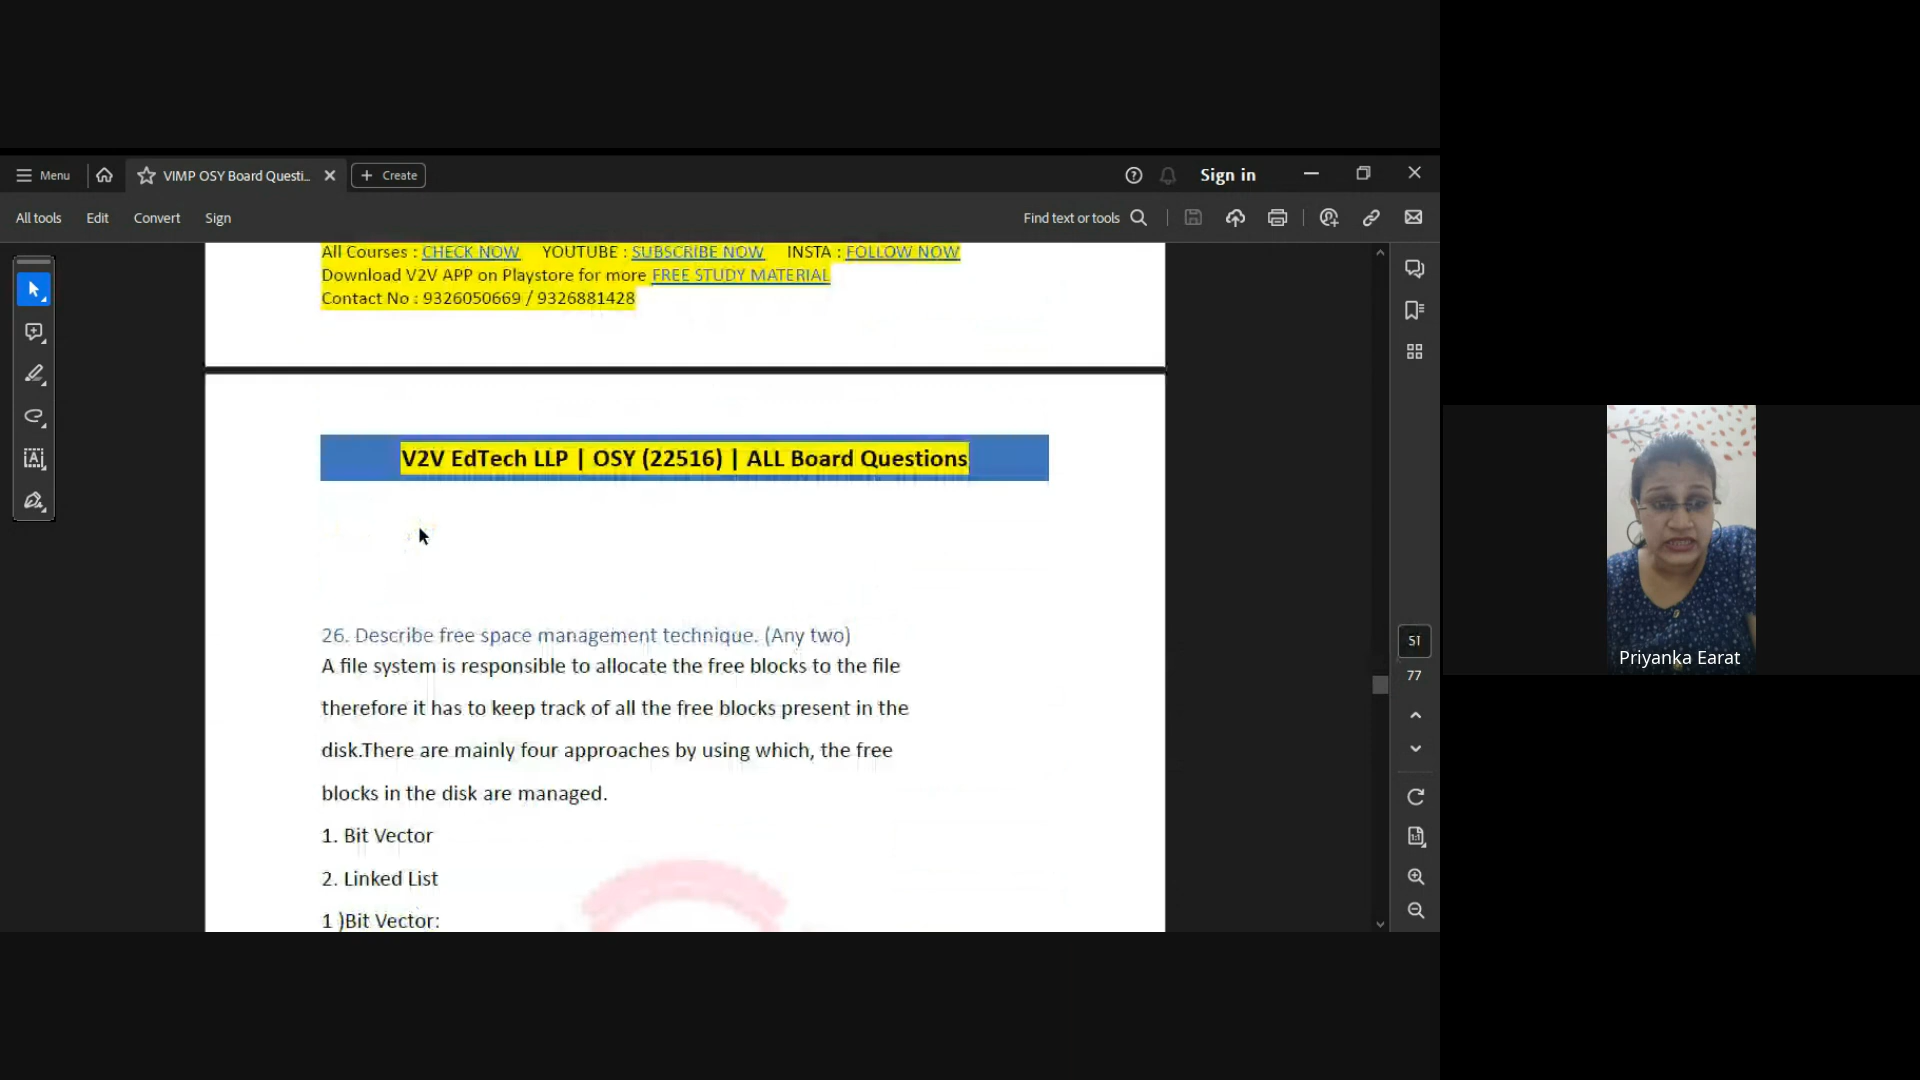 Menu
VIMP OSY Board Questi...
Create
Sign in
All tools
Edit
Convert
Sign
Find text or tools
All Courses : CHECK NOW YOUTUBE : SUBSCRIBE NOW INSTA : FOLLOW NOW
Download V2V APP on Playstore for more FREE STUDY MATERIAL
Contact No : 9326050669 / 9326881428
V2V EdTech LLP | OSY (22516) | ALL Board Questions
26. Describe free space management technique. (Any two)
A file system is responsible to allocate the free blocks to the file
therefore it has to keep track of all the free blocks present in the
disk.There are mainly four approaches by using which, the free
blocks in the disk are managed.
1. Bit Vector
2. Linked List
1 )Bit Vector:
51
77
Priyanka Earat